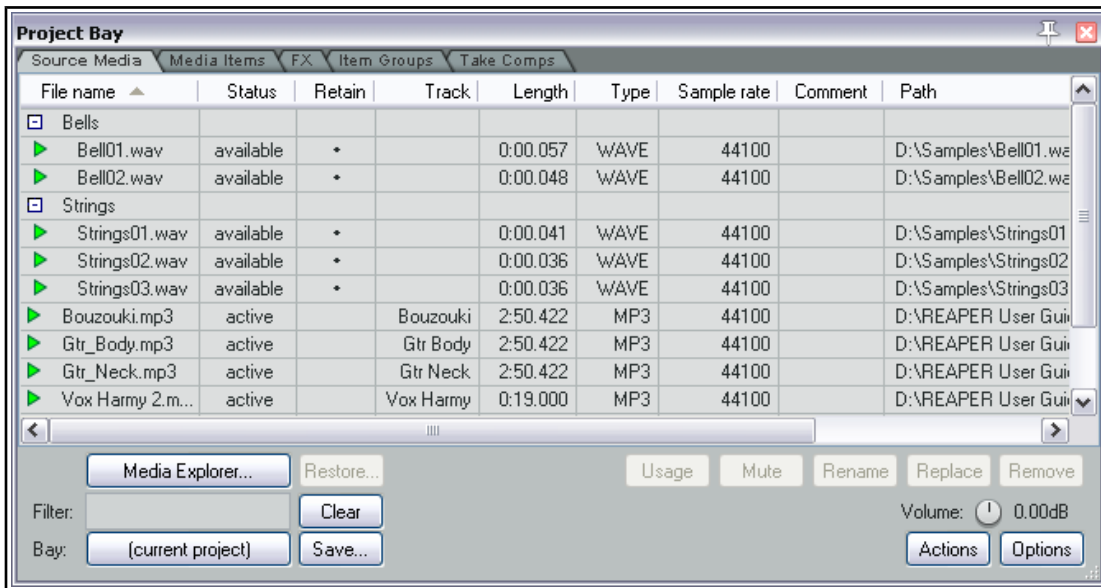 Project Bay
Source Media Media Items FX Item Groups Take Comps
File name Status Retain Track Length Type Sample rate Comment Path
Bells
Bell01.wav available • 0:00.057 WAVE 44100 D:\Samples\Bell01.wa
Bell02.wav available • 0:00.048 WAVE 44100 D:\Samples\Bell02.wa
Strings
Strings01.wav available • 0:00.041 WAVE 44100 D:\Samples\Strings01
Strings02.wav available • 0:00.036 WAVE 44100 D:\Samples\Strings02
Strings03.wav available • 0:00.036 WAVE 44100 D:\Samples\Strings03
Bouzouki.mp3 active Bouzouki 2:50.422 MP3 44100 D:\REAPER User Gui
Gtr_Body.mp3 active Gtr Body 2:50.422 MP3 44100 D:\REAPER User Gui
Gtr_Neck.mp3 active Gtr Neck 2:50.422 MP3 44100 D:\REAPER User Gui
Vox Harmy 2.m... active Vox Harmy 0:19.000 MP3 44100 D:\REAPER User Gui
Media Explorer... Restore... Usage Mute Rename Replace Remove
Filter: Clear Volume: 0.00dB
Bay: (current project) Save... Actions Options